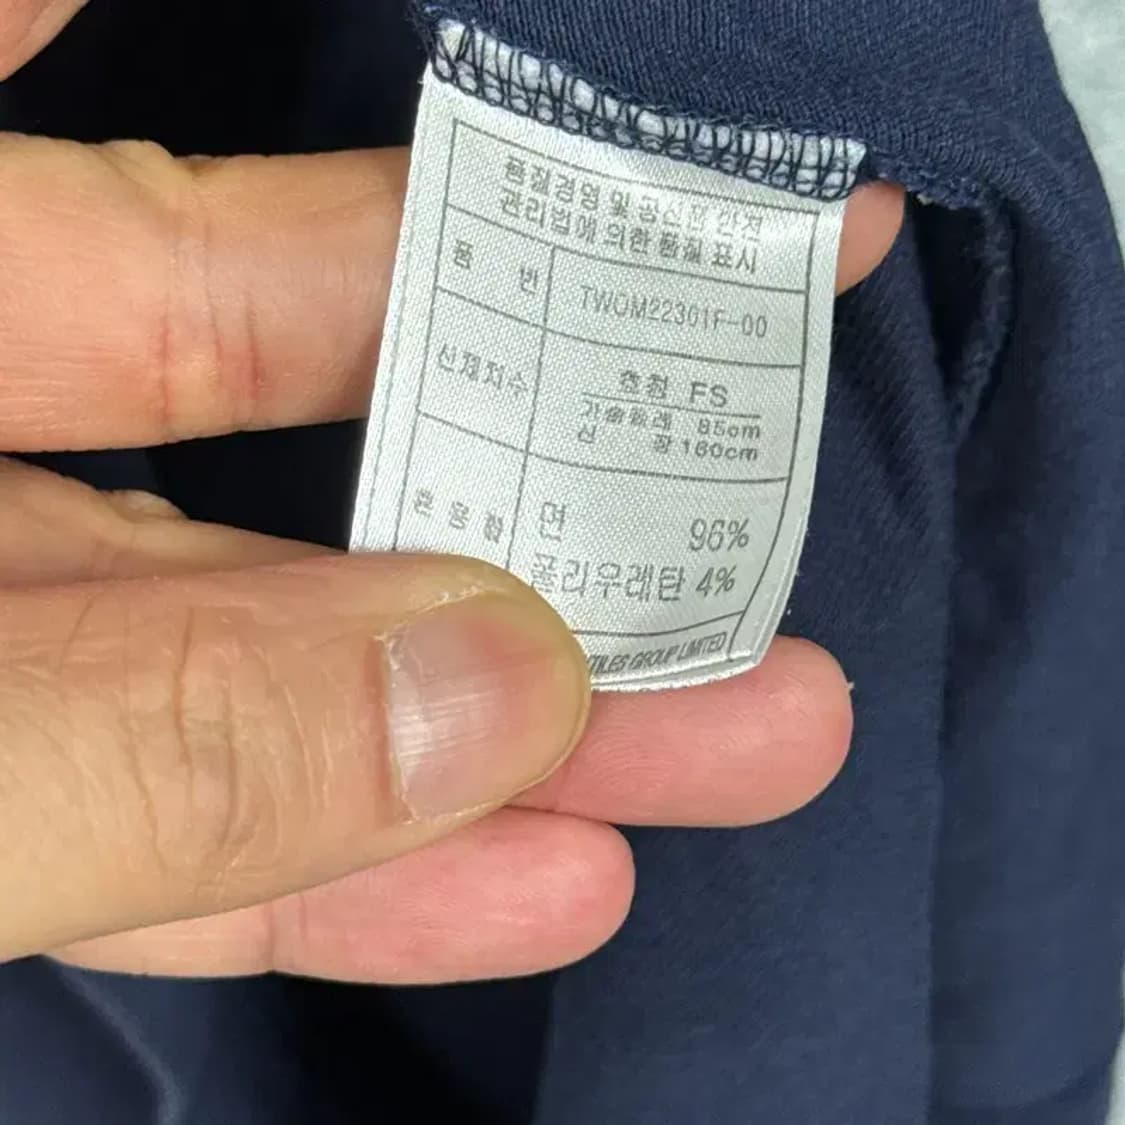 품질경영 및 공산품 안전
관리법에 의한 품질 표시
품 번 TWOM22301F-00
신체치수 호칭 FS
가슴둘레 85cm
신 장 160cm
혼 용 률 면 96%
폴리우레탄 4%
TILES GROUP LIMITED